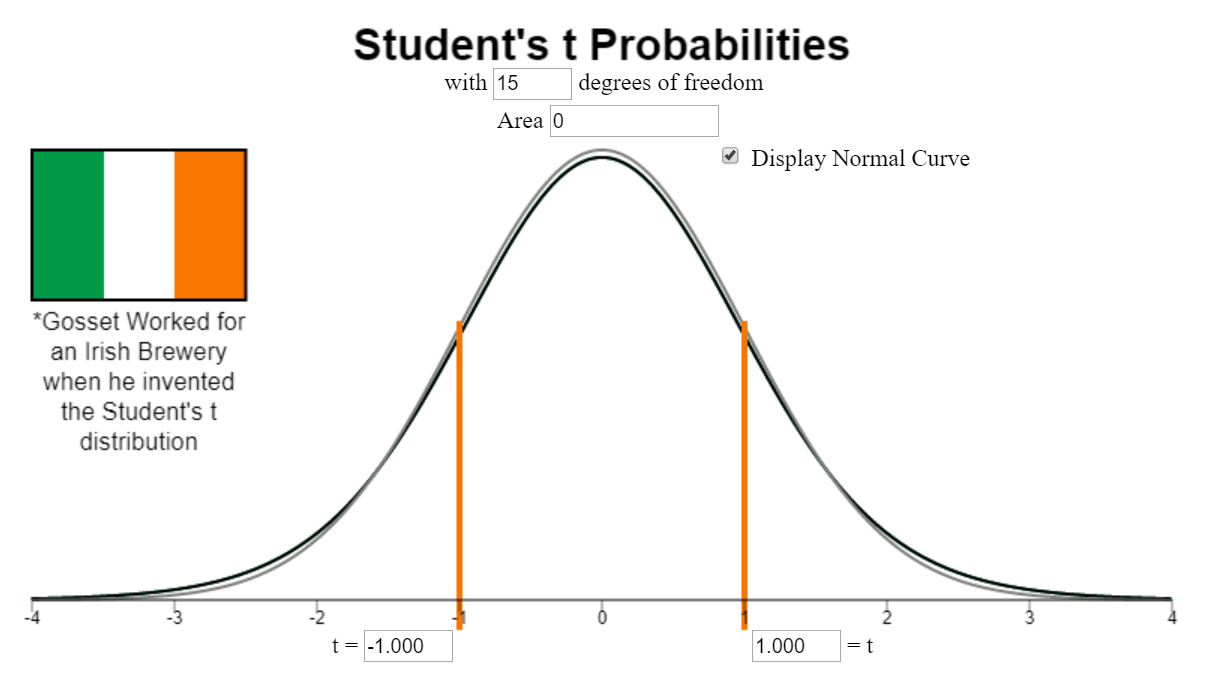 Student's t Probabilities
with 15 degrees of freedom
Area 0
Display Normal Curve
*Gosset Worked for
an Irish Brewery
when he invented
the Student's t
distribution
-4 -3 -2 -1 0 1 2 3 4
t = -1.000 1.000 = t